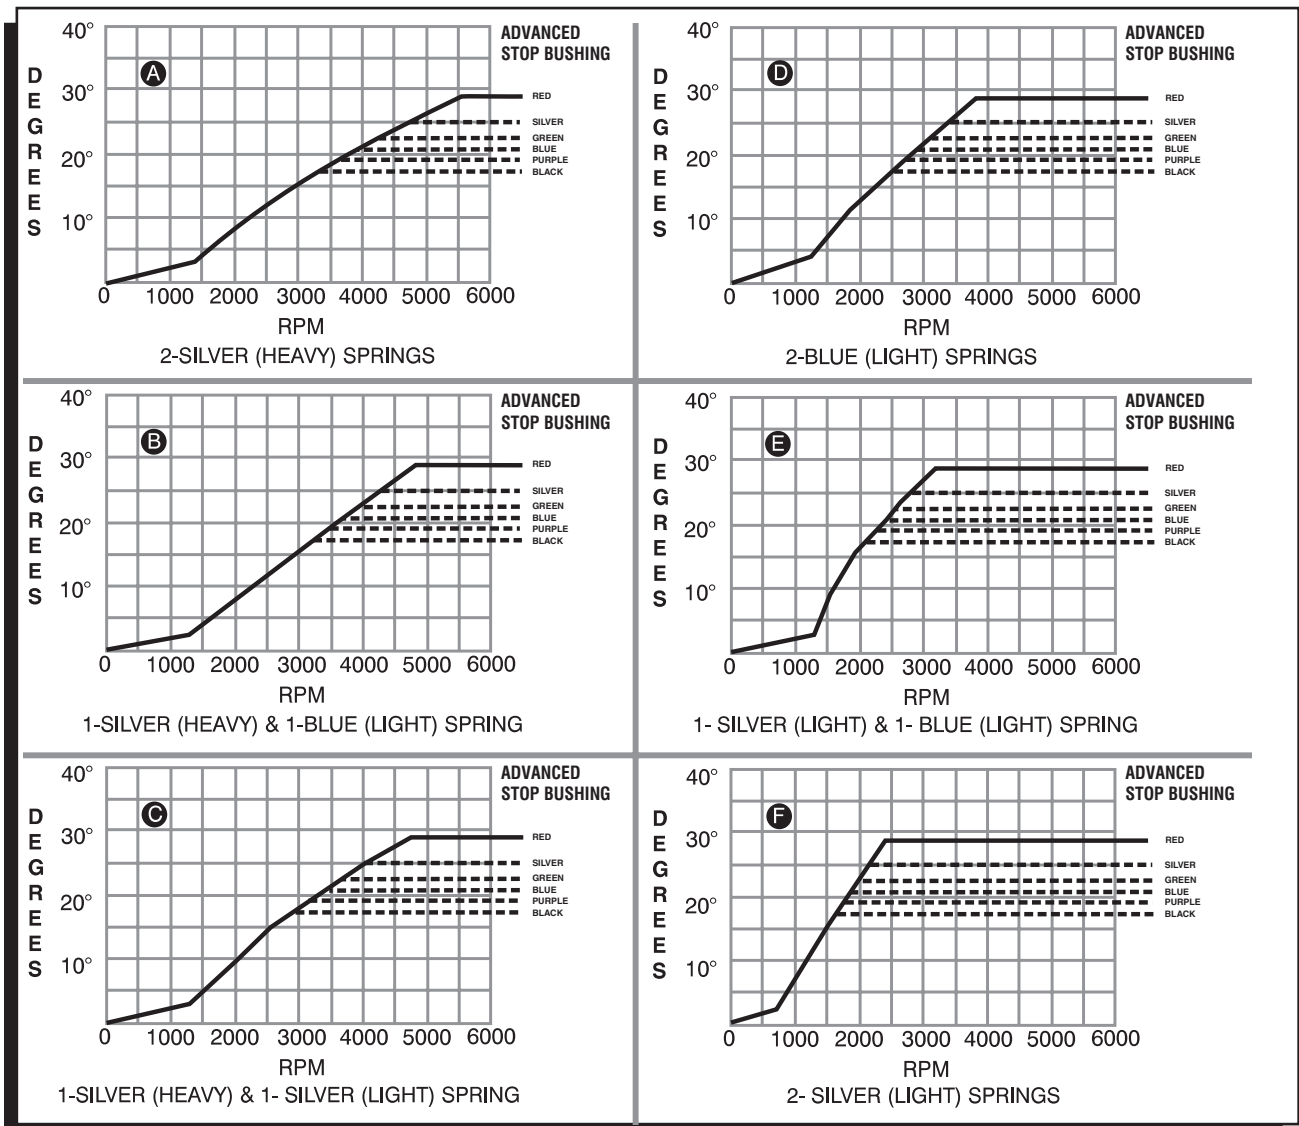 A
ADVANCED
STOP BUSHING
DEGREES
40°
30°
20°
10°
RED
SILVER
GREEN
BLUE
PURPLE
BLACK
0 1000 2000 3000 4000 5000 6000
RPM
2-SILVER (HEAVY) SPRINGS
D
ADVANCED
STOP BUSHING
DEGREES
40°
30°
20°
10°
RED
SILVER
GREEN
BLUE
PURPLE
BLACK
0 1000 2000 3000 4000 5000 6000
RPM
2-BLUE (LIGHT) SPRINGS
B
ADVANCED
STOP BUSHING
DEGREES
40°
30°
20°
10°
RED
SILVER
GREEN
BLUE
PURPLE
BLACK
0 1000 2000 3000 4000 5000 6000
RPM
1-SILVER (HEAVY) & 1-BLUE (LIGHT) SPRING
E
ADVANCED
STOP BUSHING
DEGREES
40°
30°
20°
10°
RED
SILVER
GREEN
BLUE
PURPLE
BLACK
0 1000 2000 3000 4000 5000 6000
RPM
1- SILVER (LIGHT) & 1- BLUE (LIGHT) SPRING
C
ADVANCED
STOP BUSHING
DEGREES
40°
30°
20°
10°
RED
SILVER
GREEN
BLUE
PURPLE
BLACK
0 1000 2000 3000 4000 5000 6000
RPM
1-SILVER (HEAVY) & 1- SILVER (LIGHT) SPRING
F
ADVANCED
STOP BUSHING
DEGREES
40°
30°
20°
10°
RED
SILVER
GREEN
BLUE
PURPLE
BLACK
0 1000 2000 3000 4000 5000 6000
RPM
2- SILVER (LIGHT) SPRINGS